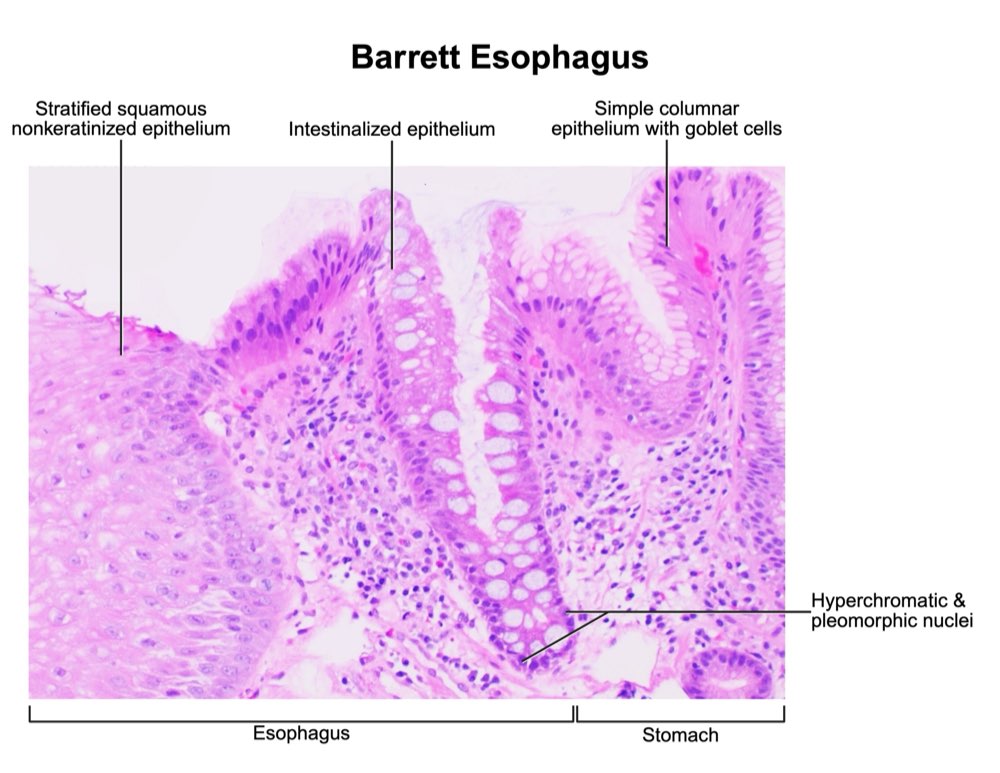 Barrett Esophagus
Stratified squamous
nonkeratinized epithelium
Intestinalized epithelium
Simple columnar
epithelium with goblet cells
Hyperchromatic &
pleomorphic nuclei
Esophagus
Stomach